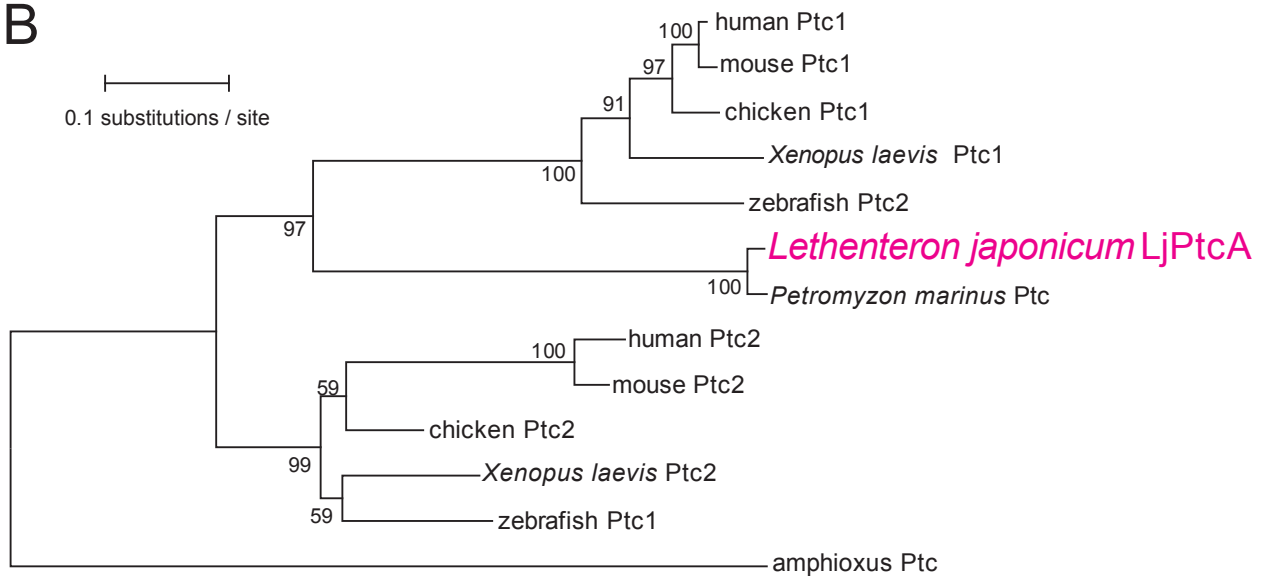 B
human Ptc1
100
mouse Ptc1
97
0.1 substitutions / site
91
chicken Ptc1
Xenopus laevis Ptc1
100
zebrafish Ptc2
97
Lethenteron japonicum LjPtcA
100
Petromyzon marinus Ptc
human Ptc2
100
mouse Ptc2
59
chicken Ptc2
99
Xenopus laevis Ptc2
59
zebrafish Ptc1
amphioxus Ptc